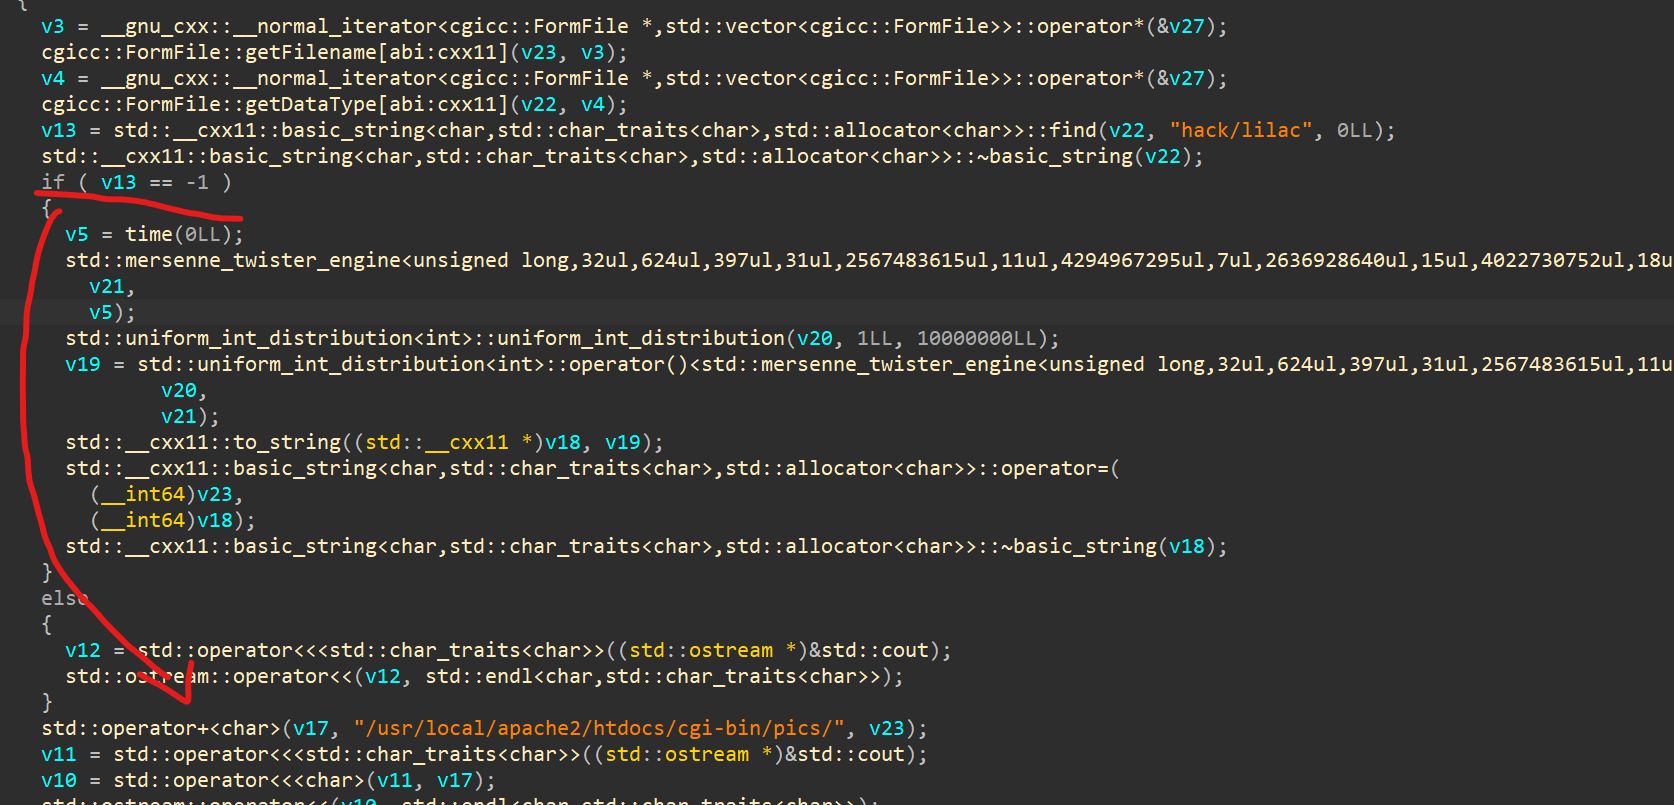 {
v3 = __gnu_cxx::__normal_iterator<cgicc::FormFile *,std::vector<cgicc::FormFile>>::operator*(&v27);
cgicc::FormFile::getFilename[abi:cxx11](v23, v3);
v4 = __gnu_cxx::__normal_iterator<cgicc::FormFile *,std::vector<cgicc::FormFile>>::operator*(&v27);
cgicc::FormFile::getDataType[abi:cxx11](v22, v4);
v13 = std::__cxx11::basic_string<char,std::char_traits<char>,std::allocator<char>>::find(v22, "hack/lilac", 0LL);
std::__cxx11::basic_string<char,std::char_traits<char>,std::allocator<char>>::~basic_string(v22);
if ( v13 == -1 )
{
v5 = time(0LL);
std::mersenne_twister_engine<unsigned long,32ul,624ul,397ul,31ul,2567483615ul,11ul,4294967295ul,7ul,2636928640ul,15ul,4022730752ul,18u
v21,
v5);
std::uniform_int_distribution<int>::uniform_int_distribution(v20, 1LL, 10000000LL);
v19 = std::uniform_int_distribution<int>::operator()<std::mersenne_twister_engine<unsigned long,32ul,624ul,397ul,31ul,2567483615ul,11u
v20,
v21);
std::__cxx11::to_string((std::__cxx11 *)v18, v19);
std::__cxx11::basic_string<char,std::char_traits<char>,std::allocator<char>>::operator=(
(__int64)v23,
(__int64)v18);
std::__cxx11::basic_string<char,std::char_traits<char>,std::allocator<char>>::~basic_string(v18);
}
else
{
v12 = std::operator<<<std::char_traits<char>>((std::ostream *)&std::cout);
std::ostream::operator<<(v12, std::endl<char,std::char_traits<char>>);
}
std::operator+<char>(v17, "/usr/local/apache2/htdocs/cgi-bin/pics/", v23);
v11 = std::operator<<<std::char_traits<char>>((std::ostream *)&std::cout);
v10 = std::operator<<<char>(v11, v17);
std::ostream::operator<<(v10, std::endl<char,std::char_traits<char>>);